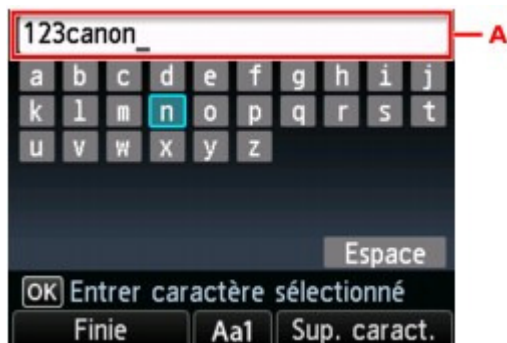 123canon_
A
a b c d e f g h i j
k l m n o p q r s t
u v w x y z
Espace
OK Entrer caractère sélectionné
Finie Aa1 Sup. caract.